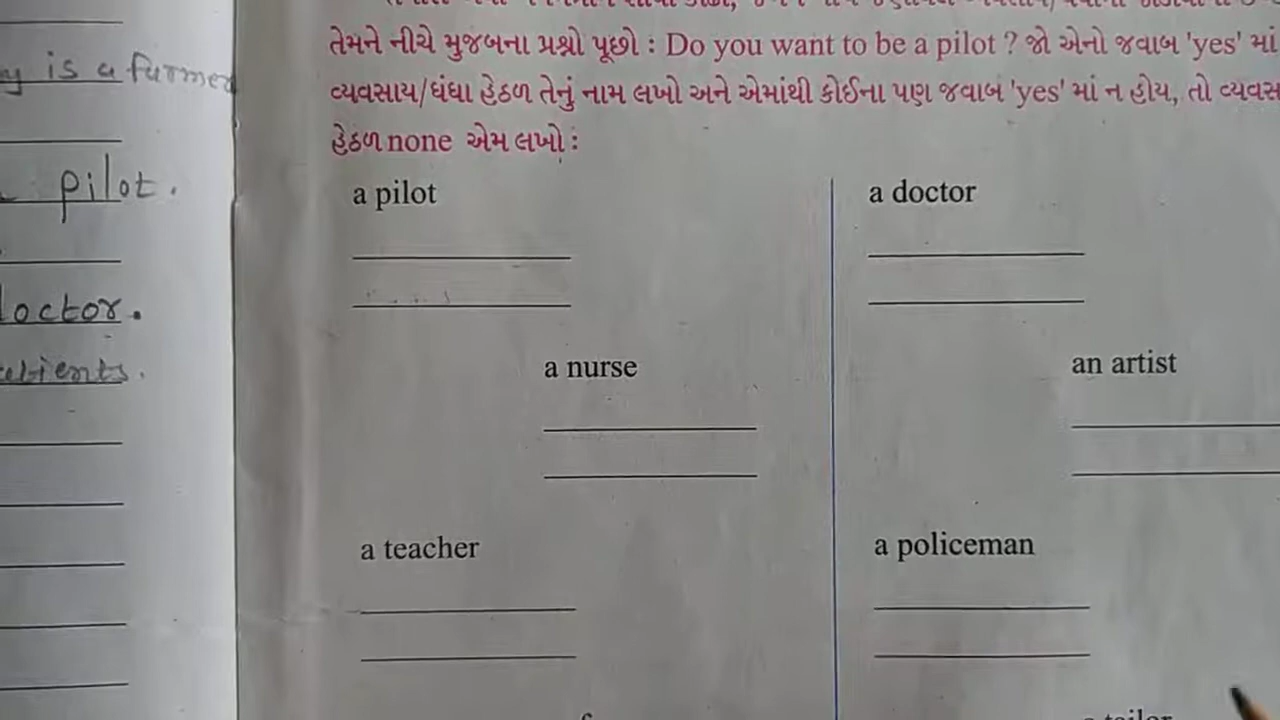 તેમને નીચે મુજબના પ્રશ્નો પૂછો : Do you want to be a pilot ? જો એનો જવાબ 'yes' માં
વ્યવસાય/ધંધા હેઠળ તેનું નામ લખો અને એમાંથી કોઈના પણ જવાબ 'yes' માં ન હોય, તો
હેઠળ none એમ લખો :
is a farmer
pilot.
a pilot
a doctor
a nurse
an artist
a teacher
a policeman